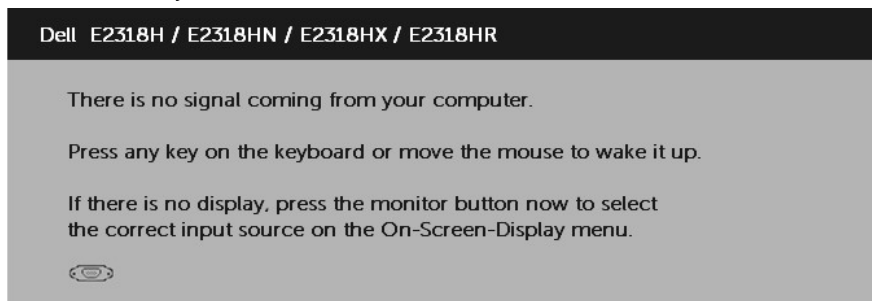 Dell E2318H / E2318HN / E2318HX / E2318HR
There is no signal coming from your computer.
Press any key on the keyboard or move the mouse to wake it up.
If there is no display, press the monitor button now to select
the correct input source on the On-Screen-Display menu.